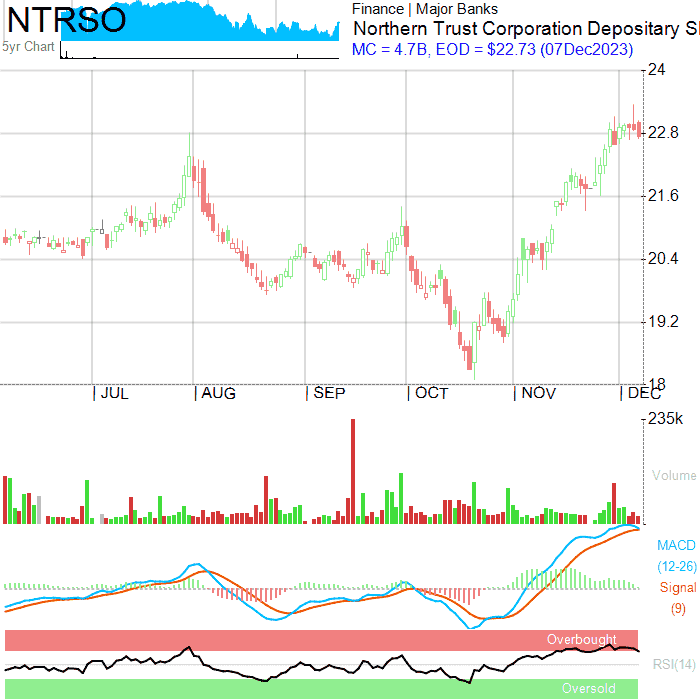 NTRSO
Finance | Major Banks
Northern Trust Corporation Depositary S
5yr Chart
MC = 4.7B, EOD = $22.73 (07Dec2023)
24
22.8
21.6
20.4
19.2
18
| JUL | AUG | SEP | OCT | NOV | DEC
235k
Volume
MACD
(12-26)
Signal
(9)
Overbought
RSI(14)
Oversold